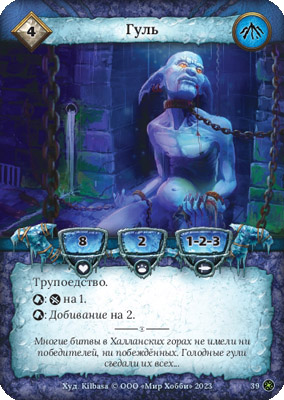 4
Гуль
8
2
1-2-3
Трупоедство.
: на 1.
: Добивание на 2.
Многие битвы в Халланских горах не имели ни
победителей, ни побеждённых. Голодные гули
съедали их всех...
Худ. Kilbasa © ООО «Мир Хобби» 2023
39